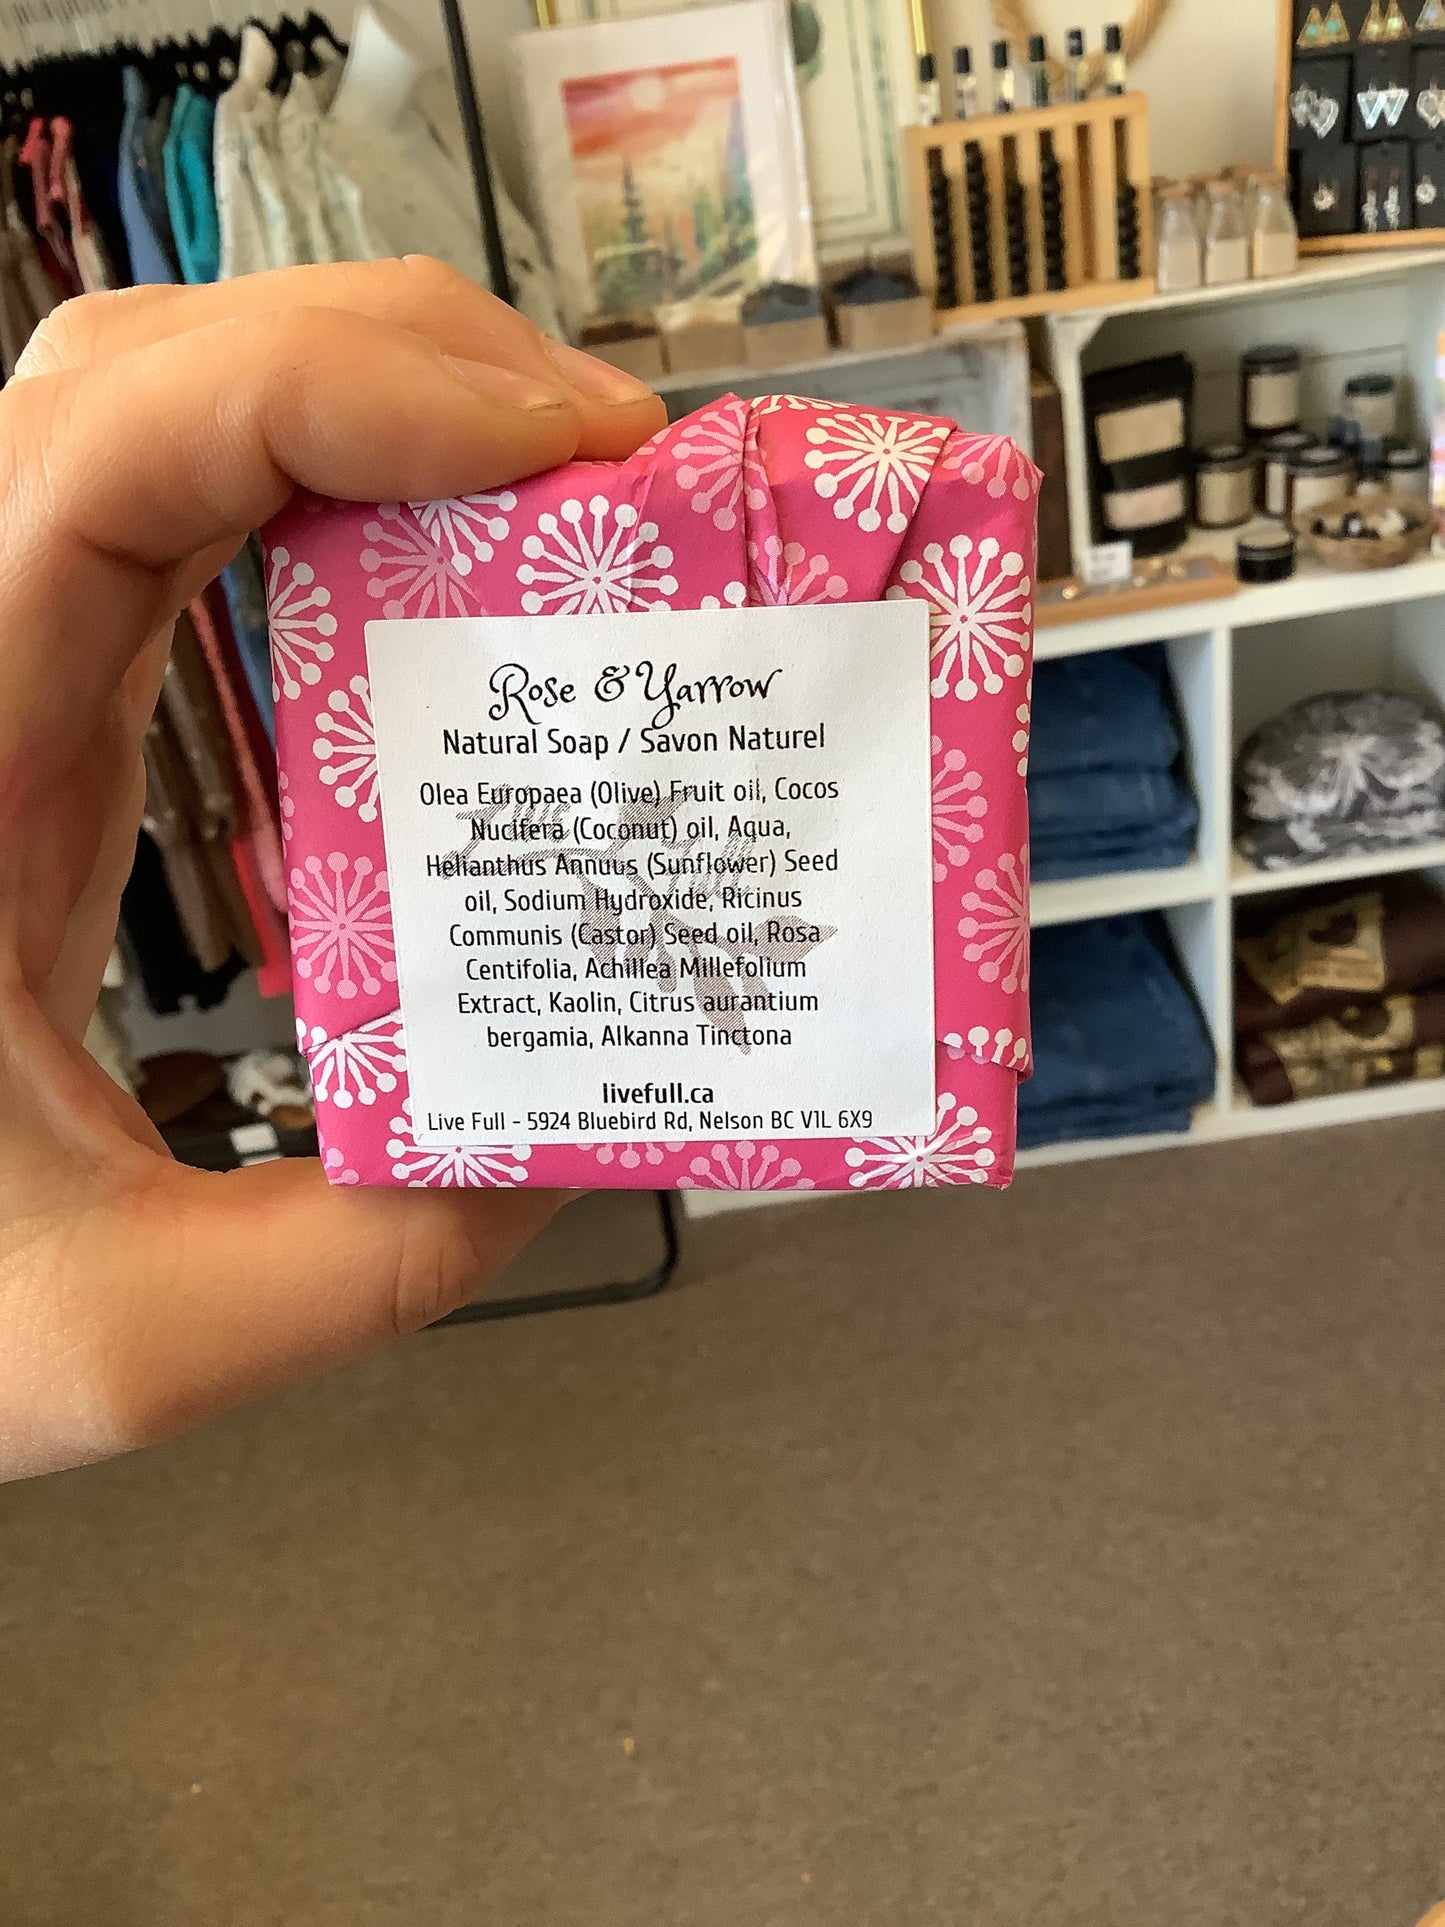 Rose & Yarrow
Natural Soap / Savon Naturel
Olea Europaea (Olive) Fruit oil, Cocos
Nucifera (Coconut) oil, Aqua,
Helianthus Annuus (Sunflower) Seed
oil, Sodium Hydroxide, Ricinus
Communis (Castor) Seed oil, Rosa
Centifolia, Achillea Millefolium
Extract, Kaolin, Citrus aurantium
bergamia, Alkanna Tinctona
livefull.ca
Live Full - 5924 Bluebird Rd, Nelson BC V1L 6X9